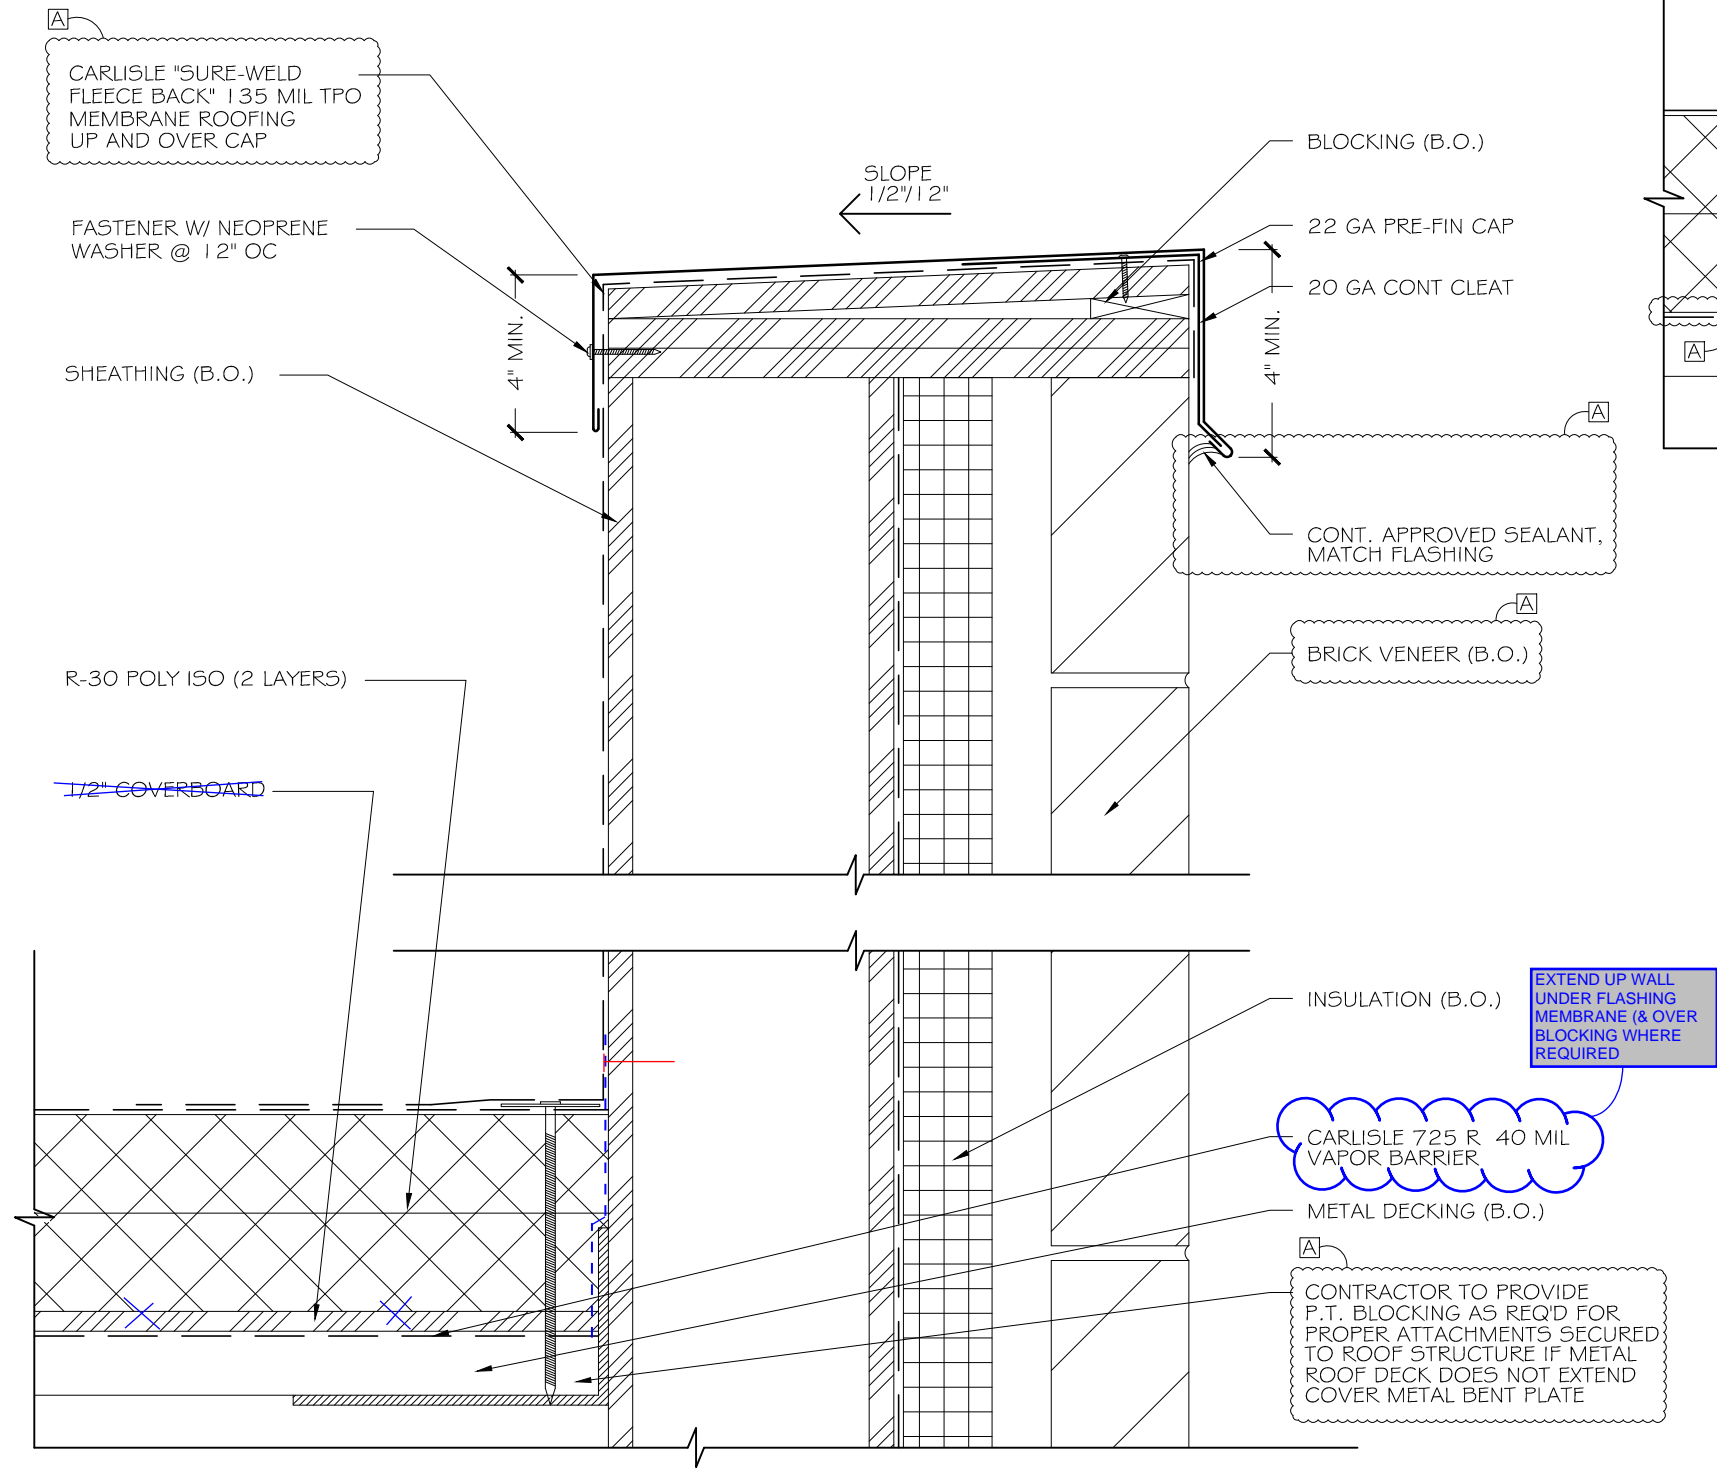 A
CARLISLE "SURE-WELD
FLEECE BACK" 135 MIL TPO
MEMBRANE ROOFING
UP AND OVER CAP
FASTENER W/ NEOPRENE
WASHER @ 12" OC
SHEATHING (B.O.)
R-30 POLY ISO (2 LAYERS)
1/2" COVERBOARD
SLOPE
1/2"/12"
4" MIN.
4" MIN.
BLOCKING (B.O.)
22 GA PRE-FIN CAP
20 GA CONT CLEAT
A
A
CONT. APPROVED SEALANT,
MATCH FLASHING
A
BRICK VENEER (B.O.)
INSULATION (B.O.)
EXTEND UP WALL
UNDER FLASHING
MEMBRANE (& OVER
BLOCKING WHERE
REQUIRED
CARLISLE 725 R 40 MIL
VAPOR BARRIER
METAL DECKING (B.O.)
A
CONTRACTOR TO PROVIDE
P.T. BLOCKING AS REQ'D FOR
PROPER ATTACHMENTS SECURED
TO ROOF STRUCTURE IF METAL
ROOF DECK DOES NOT EXTEND
COVER METAL BENT PLATE